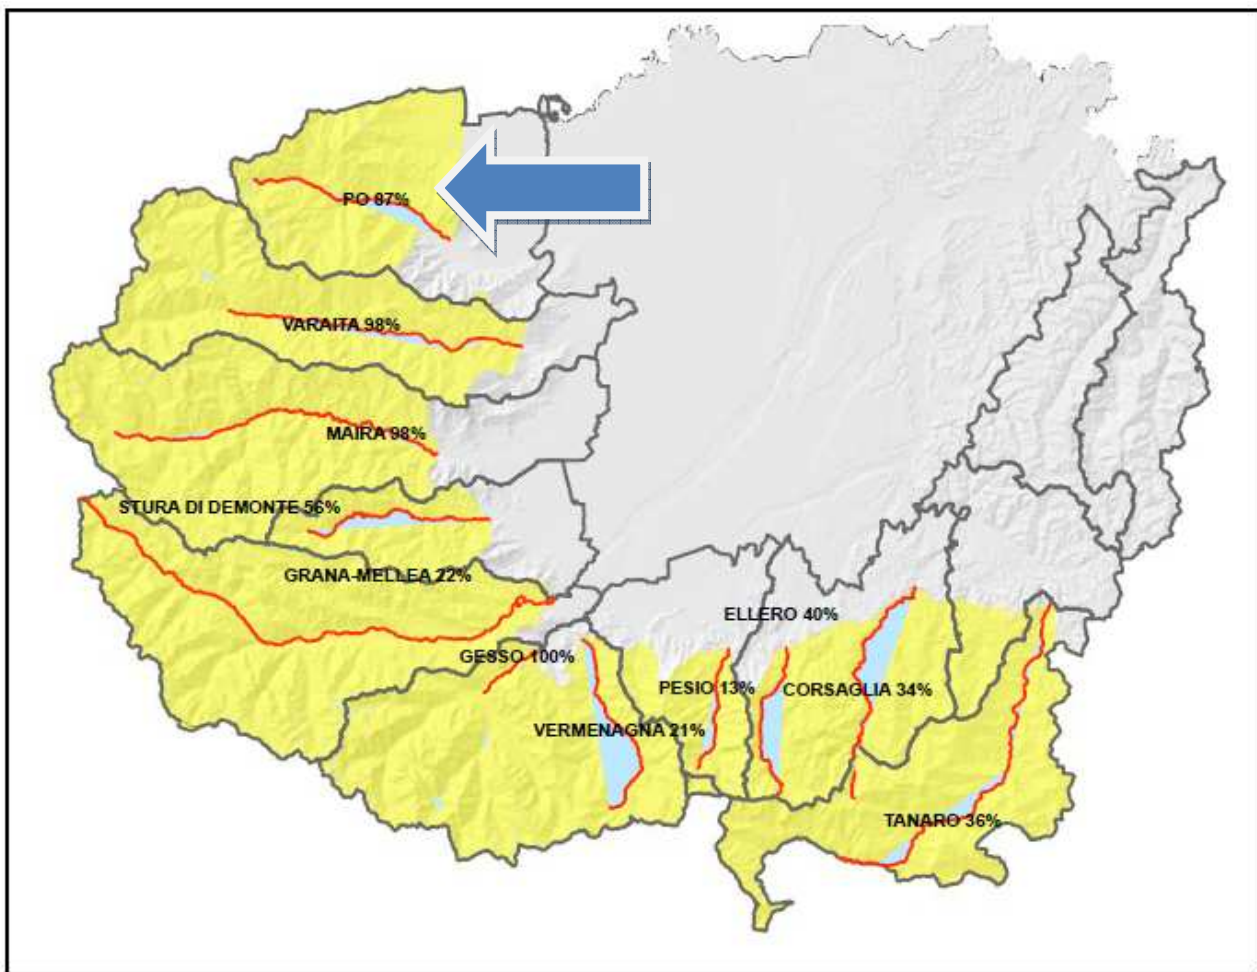 PO 87%
VARAITA 98%
MAIRA 98%
STURA DI DEMONTE 56%
GRANA-MELLEA 22%
ELLERO 40%
GESSO 100%
PESIO 13%
CORSAGLIA 34%
VERMENAGNA 21%
TANARO 36%